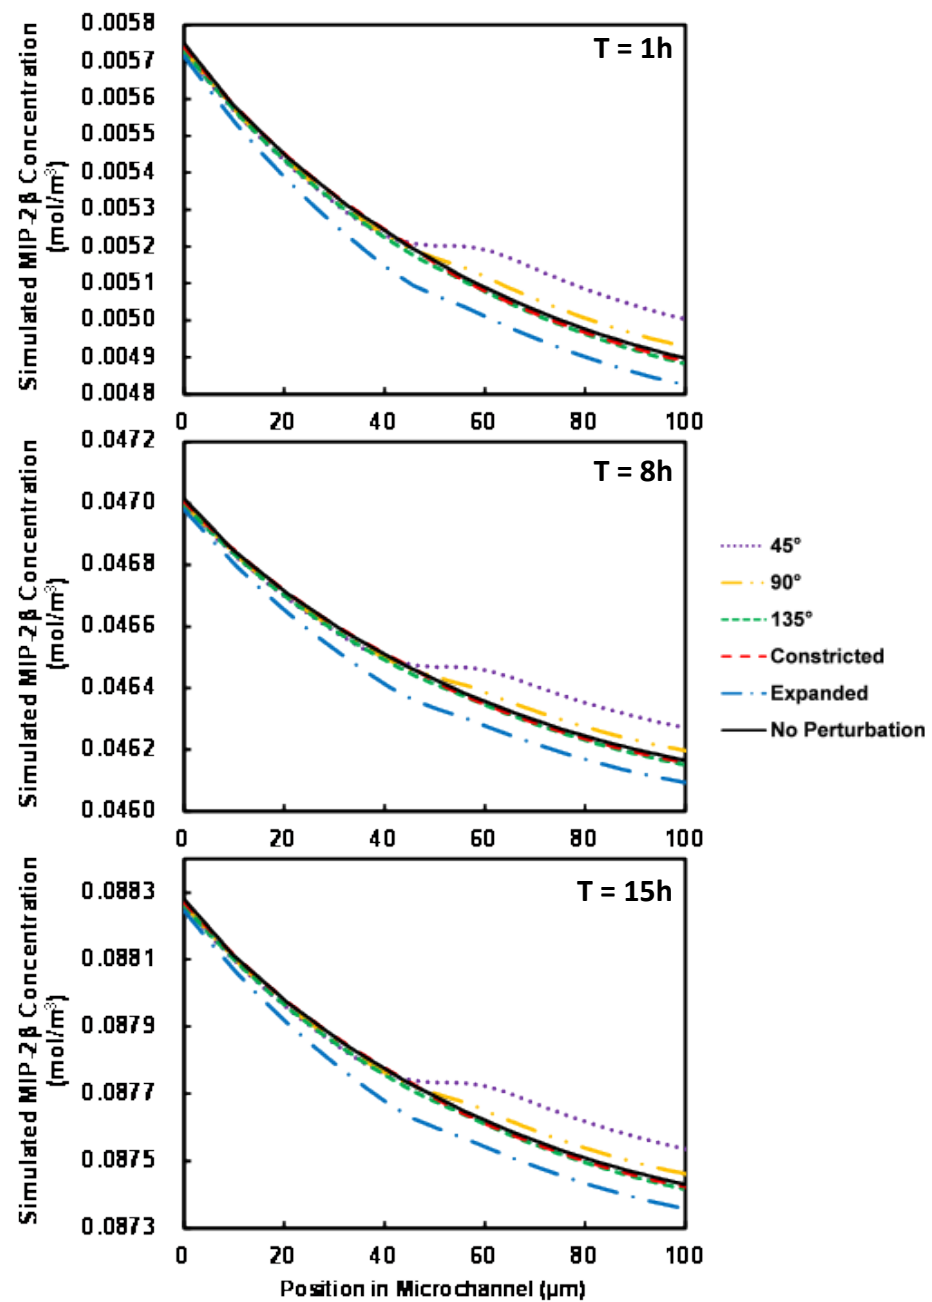 Simulated MIP-2β Concentration
(mol/m³)
0.0058
0.0057
0.0056
0.0055
0.0054
0.0053
0.0052
0.0051
0.0050
0.0049
0.0048
T = 1h
0 20 40 60 80 100
Simulated MIP-2β Concentration
(mol/m³)
0.0472
0.0470
0.0468
0.0466
0.0464
0.0462
0.0460
T = 8h
0 20 40 60 80 100
45°
90°
135°
Constricted
Expanded
No Perturbation
Simulated MIP-2β Concentration
(mol/m³)
0.0883
0.0881
0.0879
0.0877
0.0875
0.0873
T = 15h
0 20 40 60 80 100
Position in Microchannel (µm)